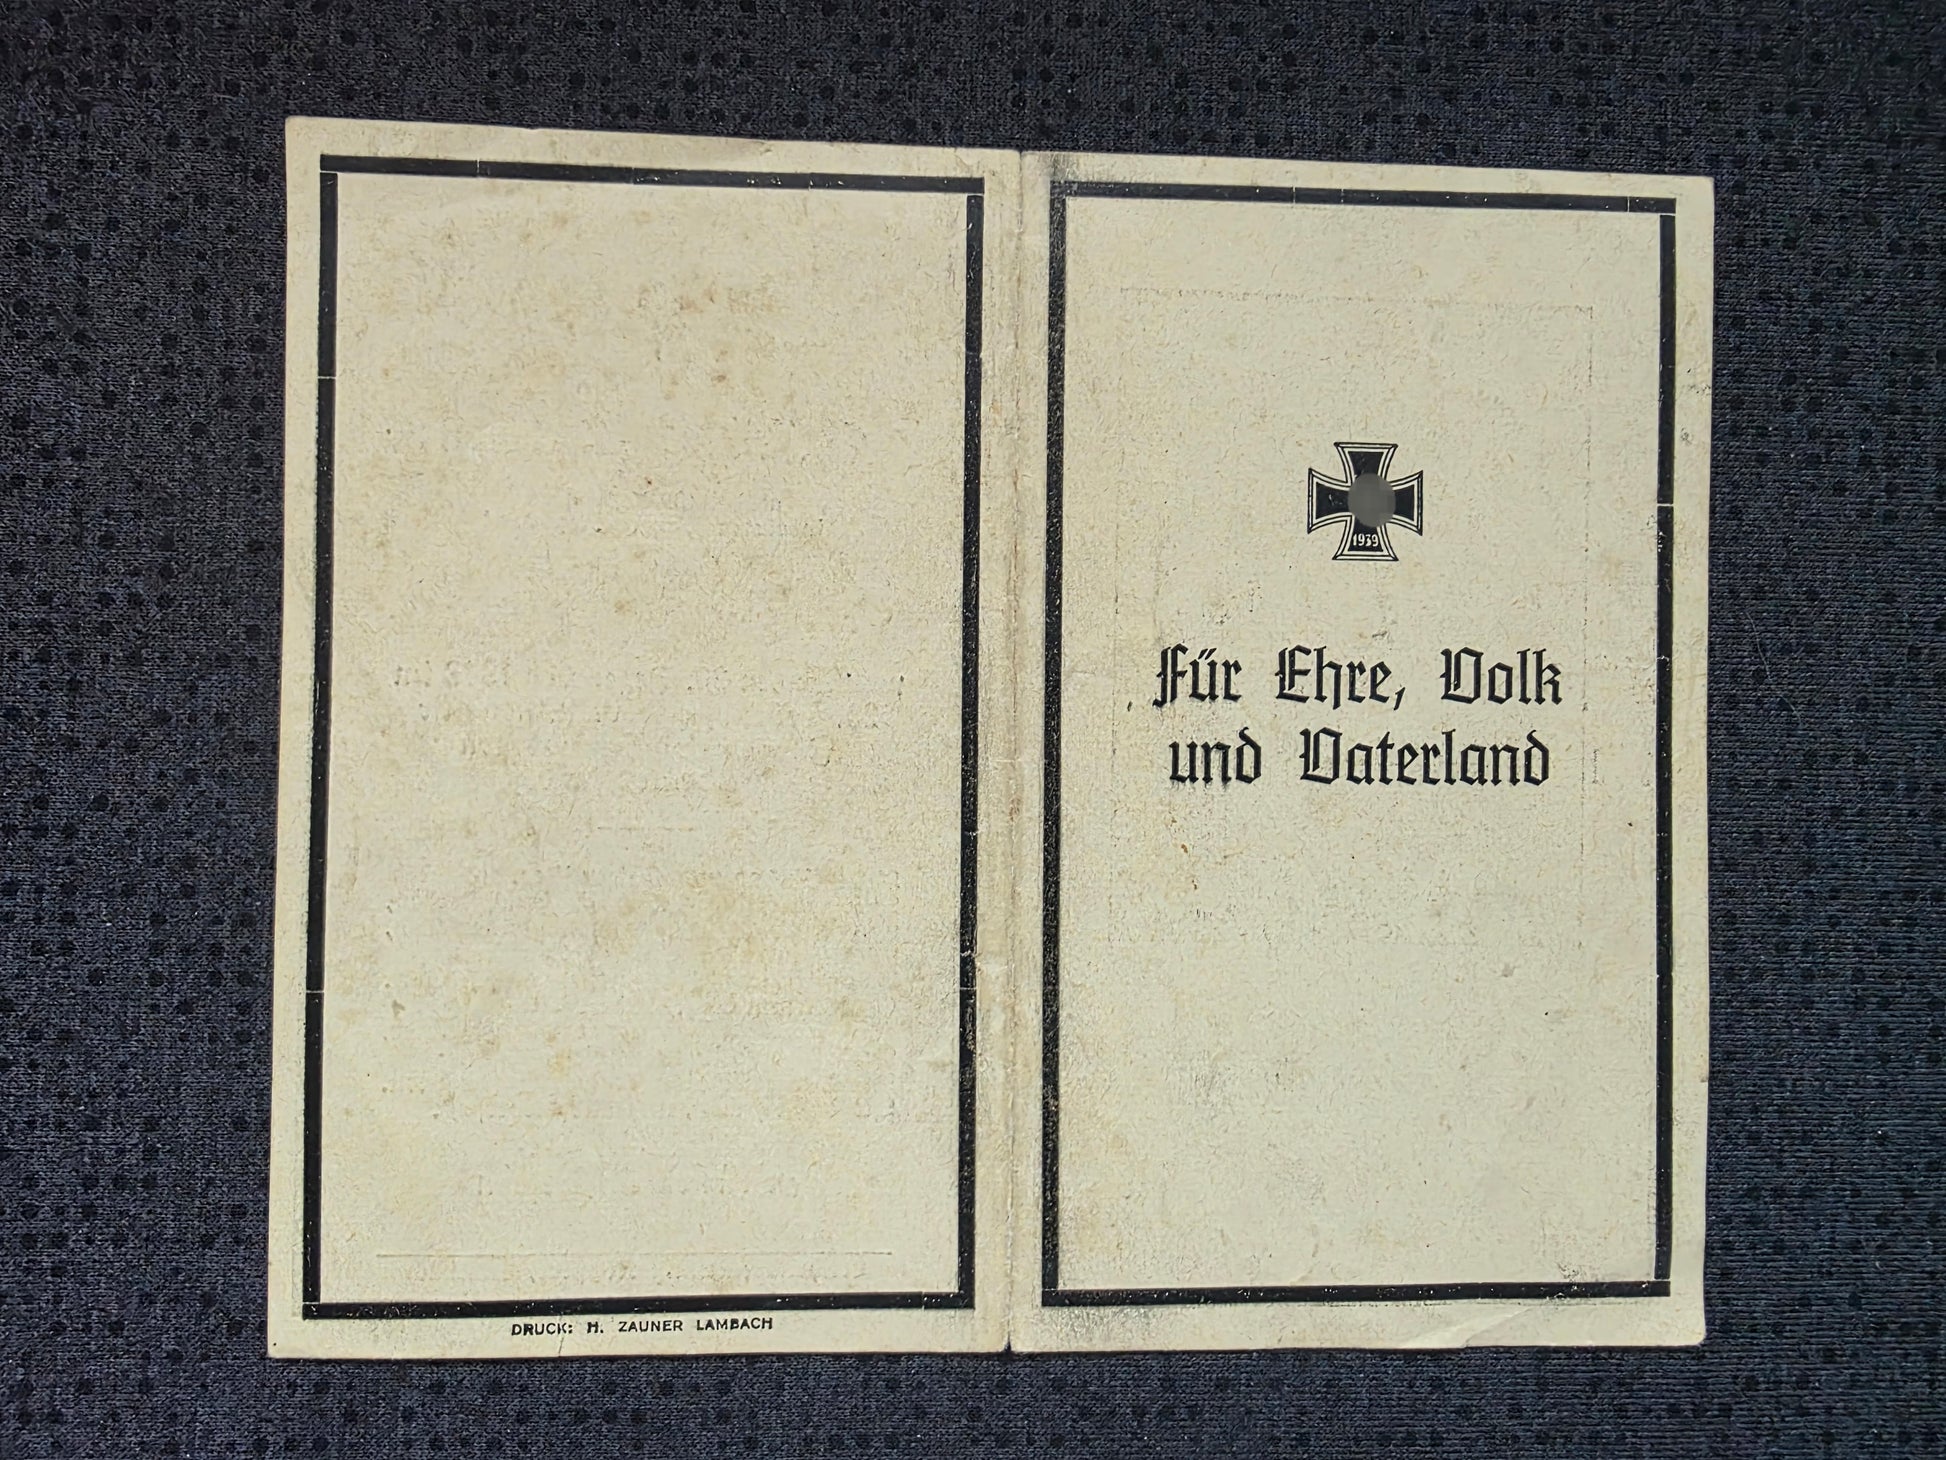 1939
Für Ehre, Volk
und Vaterland
DRUCK: H. ZAUNER LAMBACH